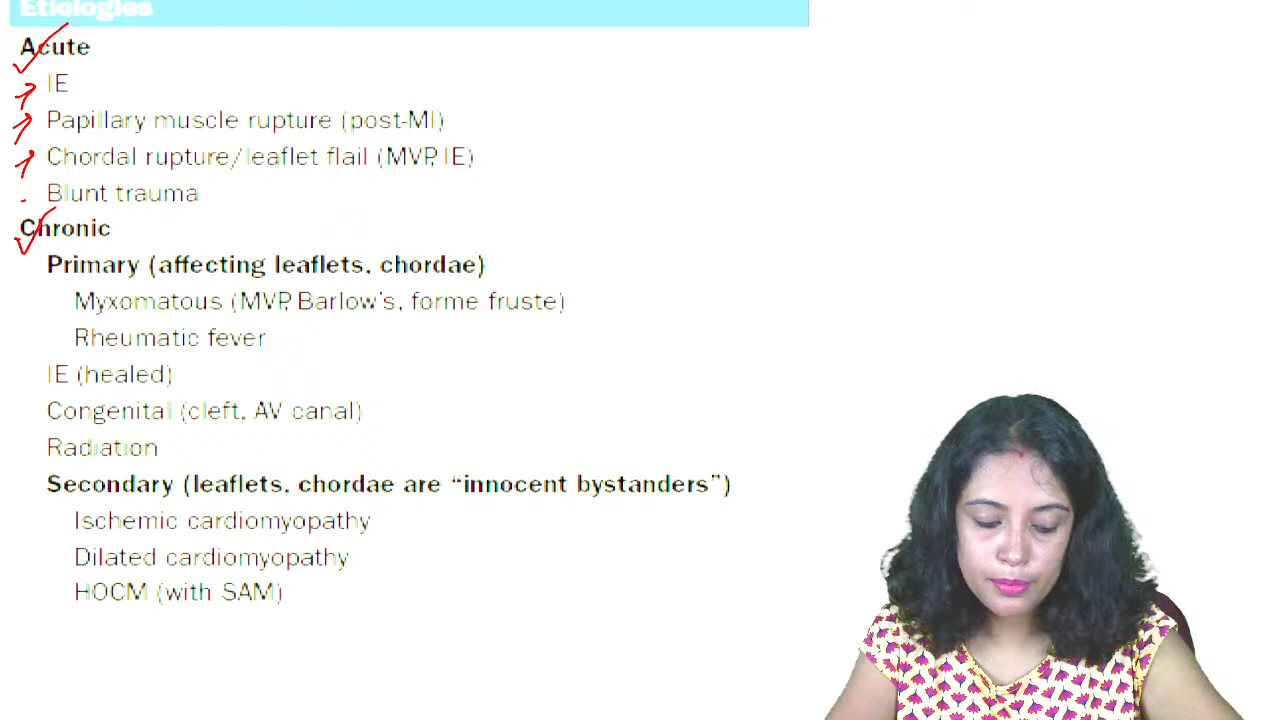 Etiologies
Acute
IE
Papillary muscle rupture (post-MI)
Chordal rupture/leaflet flail (MVP, IE)
Blunt trauma
Chronic
Primary (affecting leaflets, chordae)
Myxomatous (MVP, Barlow's, forme fruste)
Rheumatic fever
IE (healed)
Congenital (cleft, AV canal)
Radiation
Secondary (leaflets, chordae are “innocent bystanders”)
Ischemic cardiomyopathy
Dilated cardiomyopathy
HOCM (with SAM)